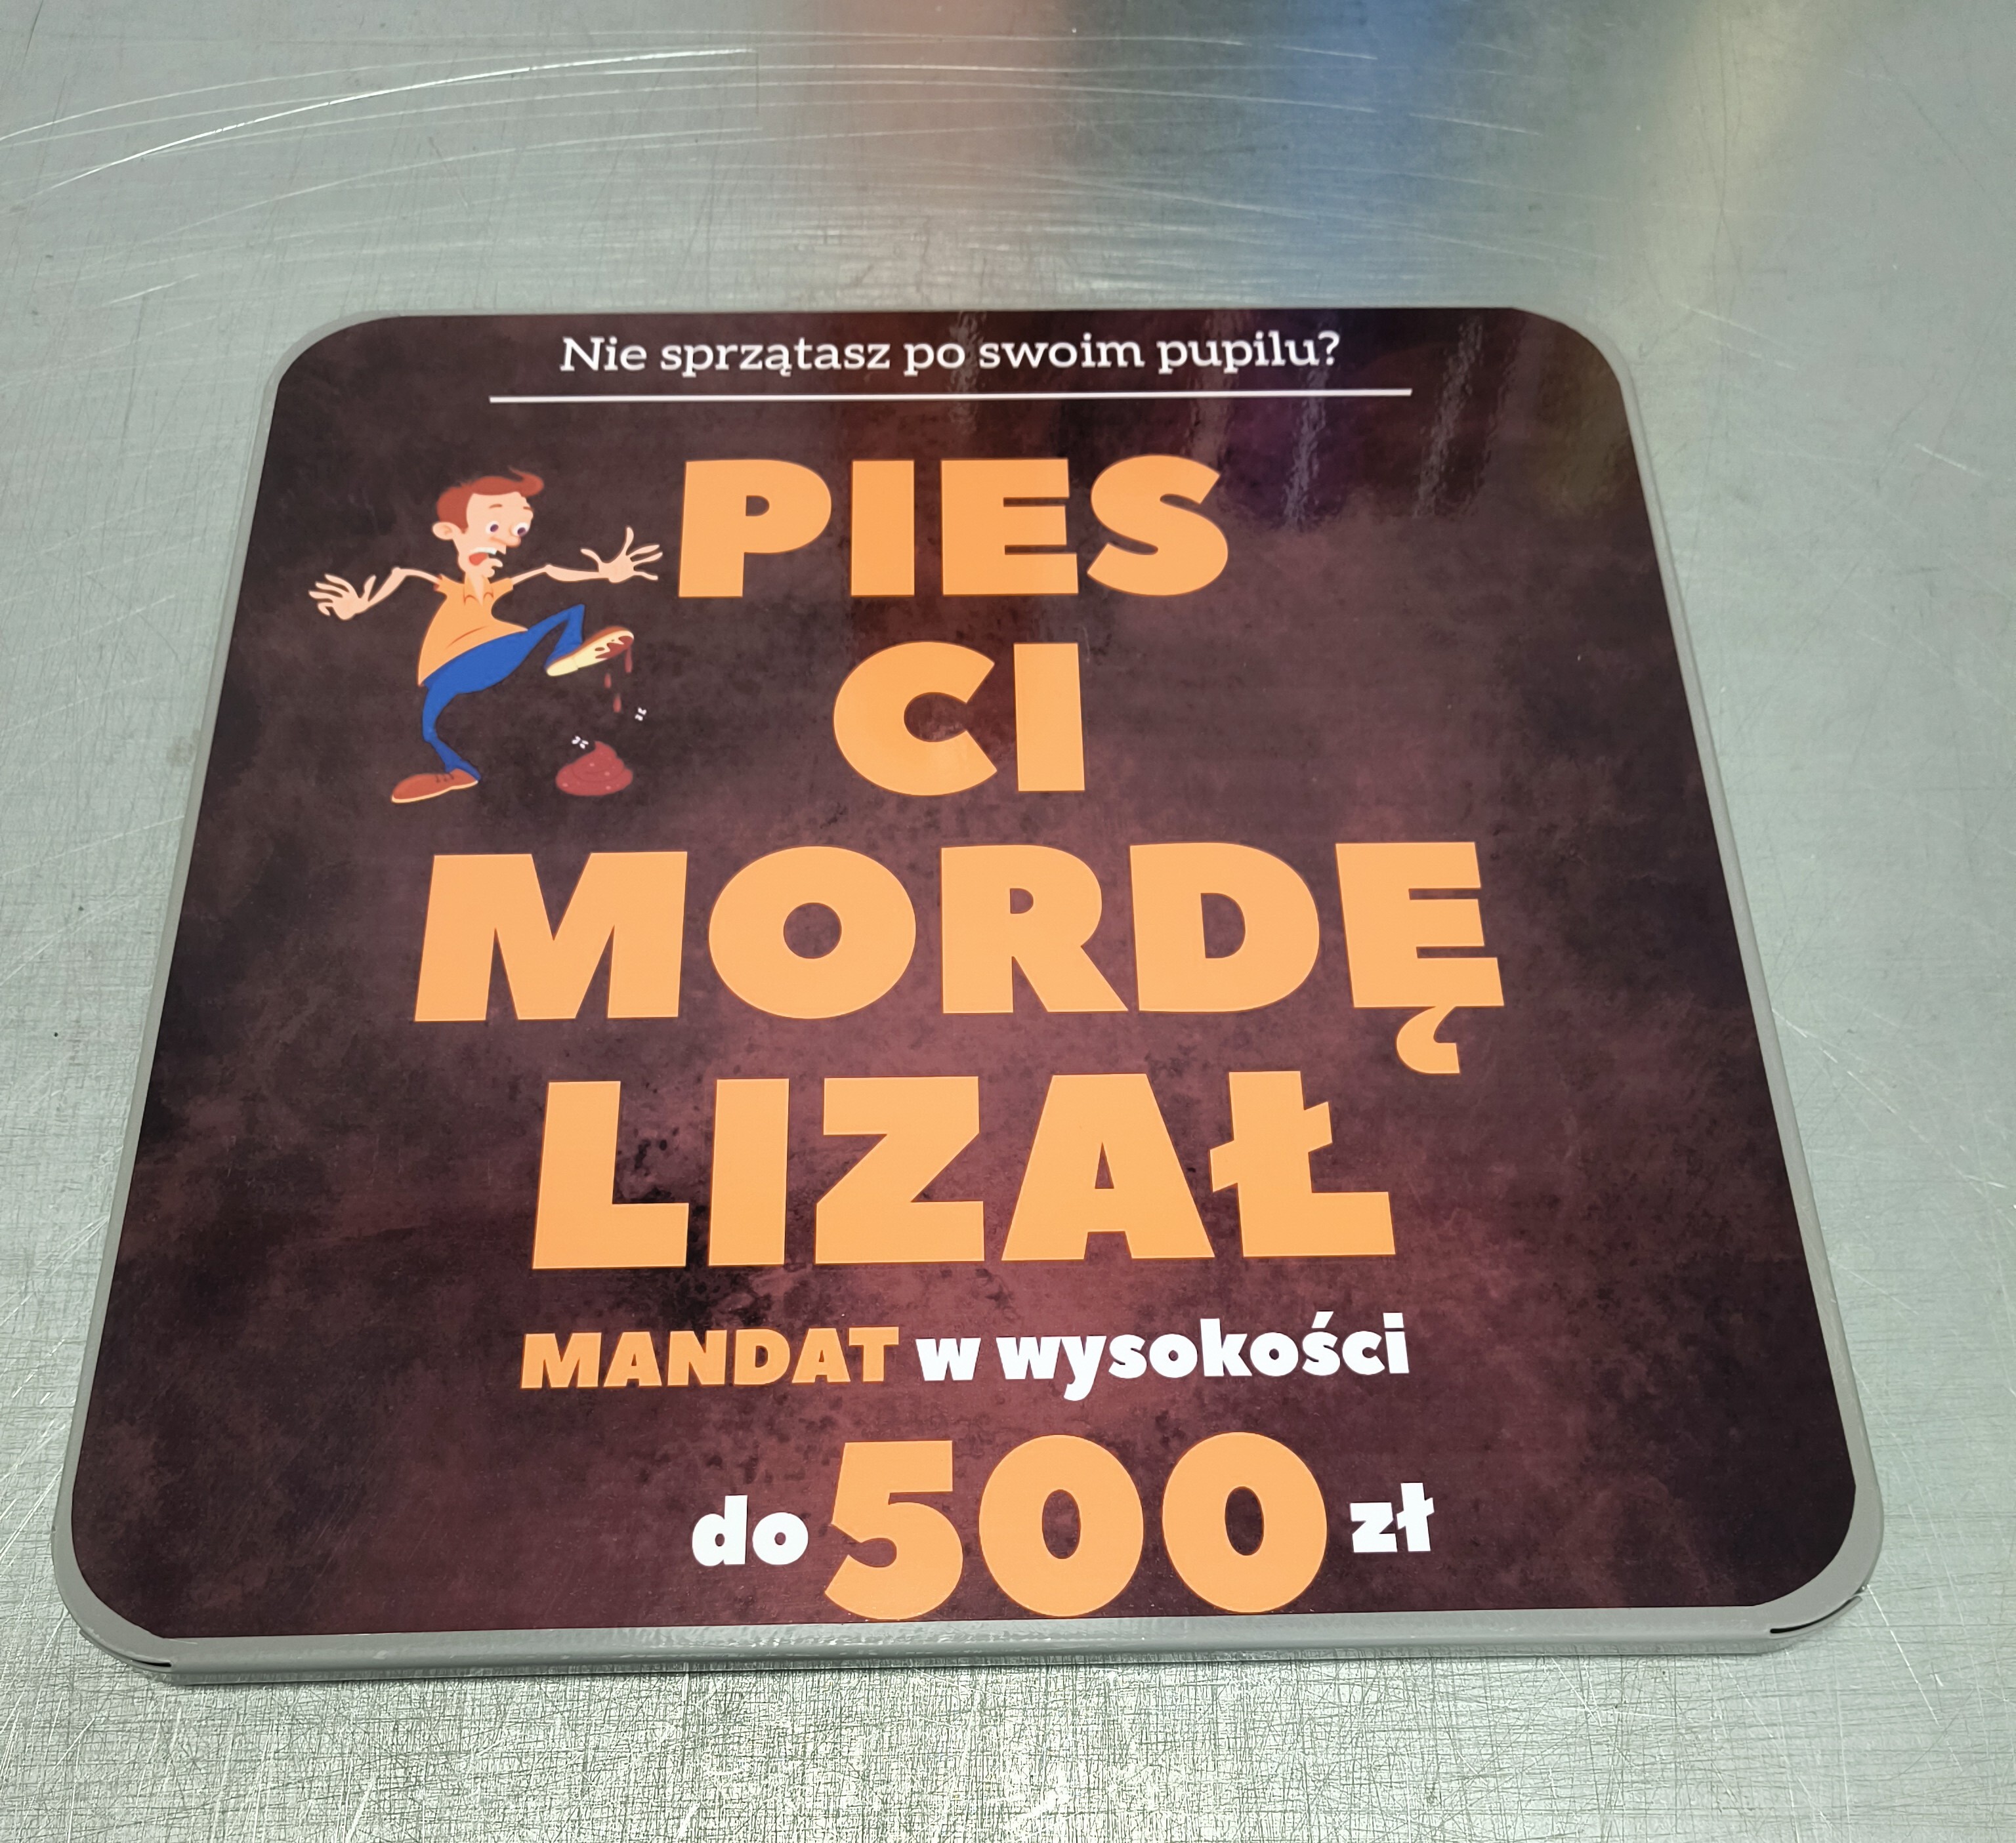 Nie sprzątasz po swoim pupilu?
PIES
CI
MORDĘ
LIZAŁ
MANDAT w wysokości
do 500 zł